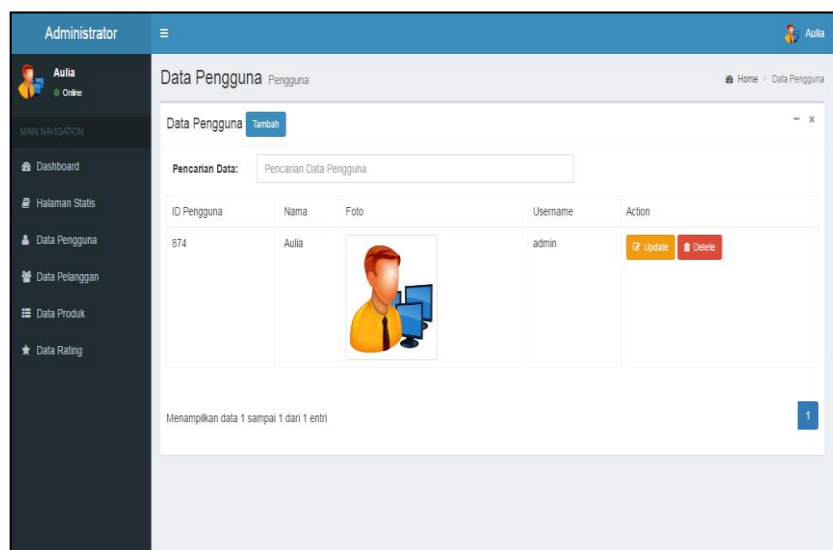 Administrator
Aulia
Aulia
Online
Data Pengguna Pengguna
Home > Data Pengguna
MAIN NAVIGATION
Dashboard
Halaman Statis
Data Pengguna
Data Pelanggan
Data Produk
Data Rating
Data Pengguna Tambah
Pencarian Data: Pencarian Data Pengguna
ID Pengguna Nama Foto Username Action
874 Aulia admin Update Delete
Menampilkan data 1 sampai 1 dari 1 entri
1